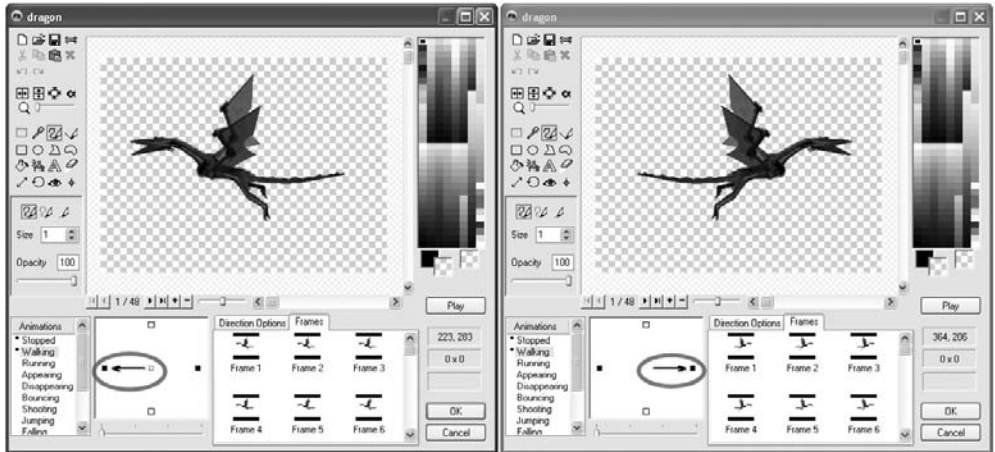 dragon
Size 1
Opacity 100
1 / 48
Play
Animations
Stopped
Walking
Running
Appearing
Disappearing
Bouncing
Shooting
Jumping
Falling
Direction Options Frames
Frame 1 Frame 2 Frame 3
Frame 4 Frame 5 Frame 6
223, 283
0 x 0
OK
Cancel
dragon
Size 1
Opacity 100
1 / 48
Play
Animations
Stopped
Walking
Running
Appearing
Disappearing
Bouncing
Shooting
Jumping
Falling
Direction Options Frames
Frame 1 Frame 2 Frame 3
Frame 4 Frame 5 Frame 6
364, 206
0 x 0
OK
Cancel